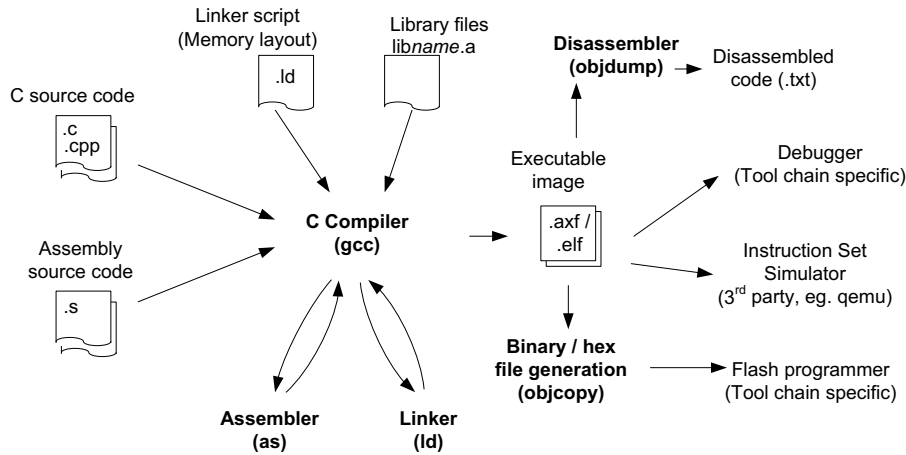 Linker script
(Memory layout)
.ld
Library files
libname.a
Disassembler
(objdump)
Disassembled
code (.txt)
C source code
.c
.cpp
Assembly
source code
.s
C Compiler
(gcc)
Executable
image
.axf /
.elf
Debugger
(Tool chain specific)
Instruction Set
Simulator
(3rd party, eg. qemu)
Binary / hex
file generation
(objcopy)
Flash programmer
(Tool chain specific)
Assembler
(as)
Linker
(ld)